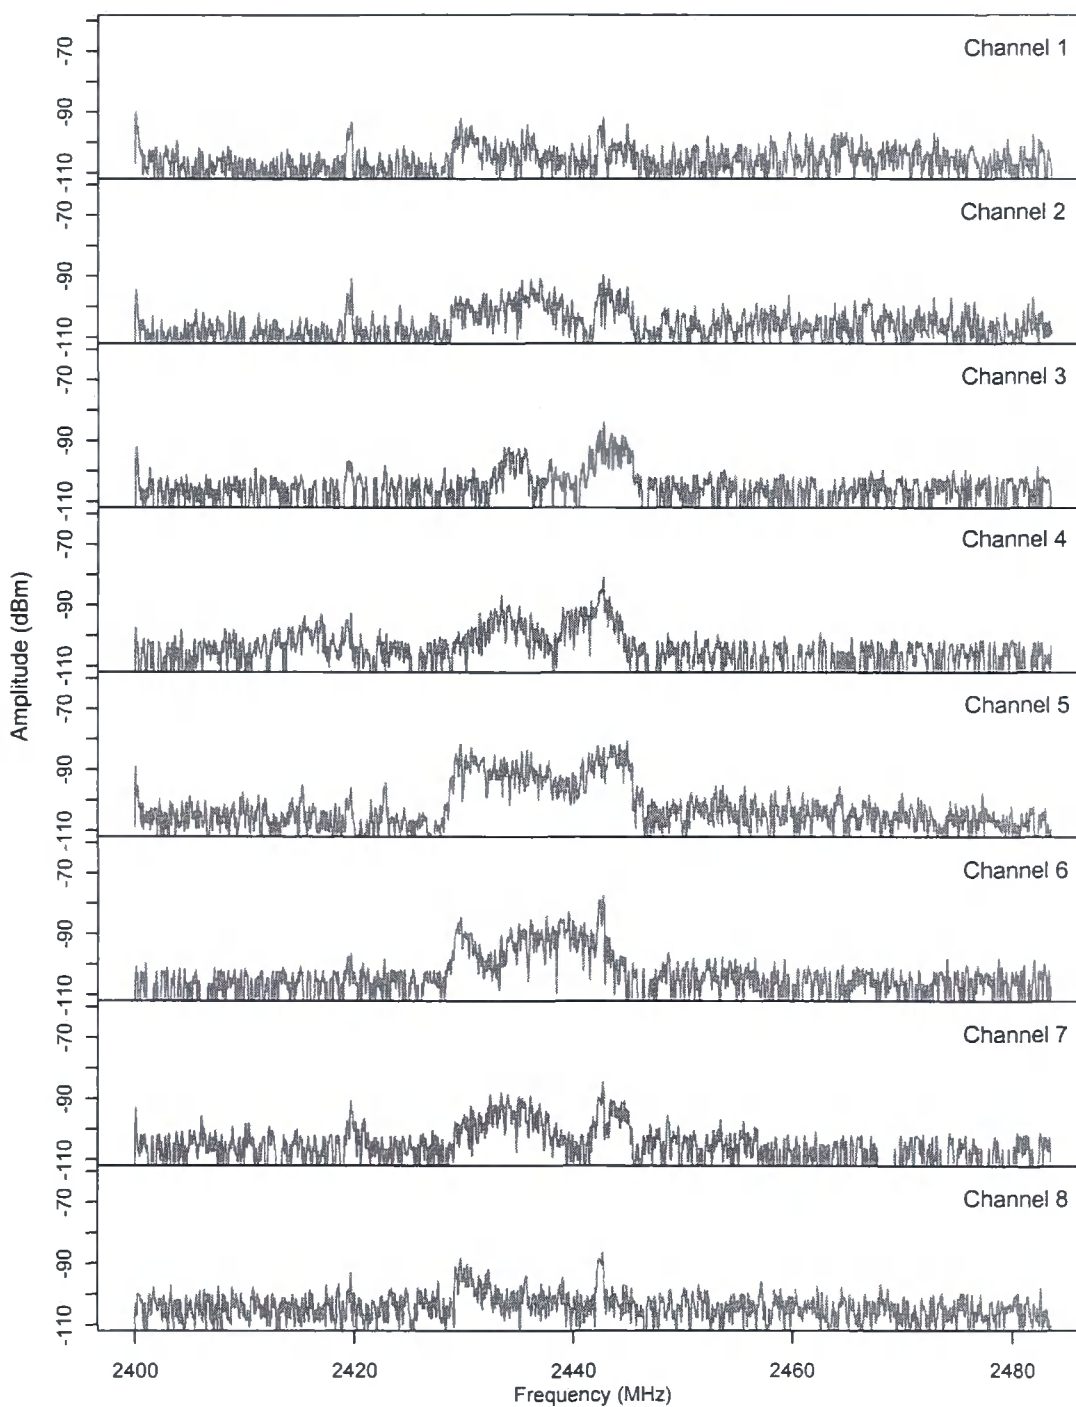 Channel 1
-70
-90
-110
Channel 2
-70
-90
-110
Channel 3
-70
-90
-110
Channel 4
-70
-90
-110
Channel 5
-70
-90
-110
Channel 6
-70
-90
-110
Channel 7
-70
-90
-110
Channel 8
-70
-90
-110
Amplitude (dBm)
2400 2420 2440 2460 2480
Frequency (MHz)